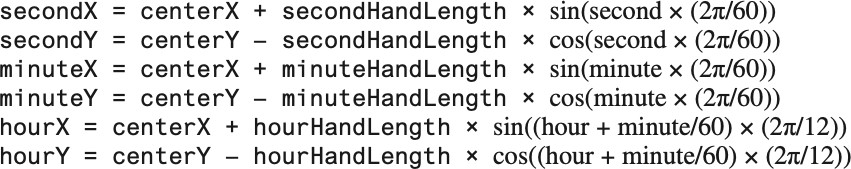 secondX = centerX + secondHandLength × sin(second × (2π/60))
secondY = centerY – secondHandLength × cos(second × (2π/60))
minuteX = centerX + minuteHandLength × sin(minute × (2π/60))
minuteY = centerY – minuteHandLength × cos(minute × (2π/60))
hourX = centerX + hourHandLength × sin((hour + minute/60) × (2π/12))
hourY = centerY – hourHandLength × cos((hour + minute/60) × (2π/12))